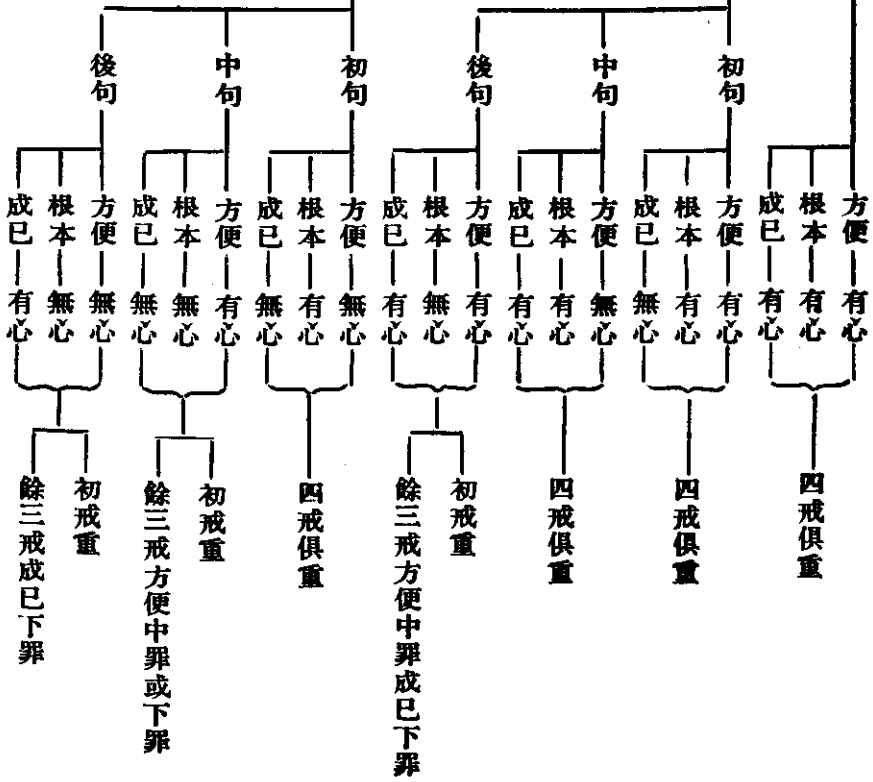 方便 有心
根本 有心
成已 有心
四戒俱重
初句
方便 有心
根本 有心
成已 無心
四戒俱重
中句
方便 無心
根本 有心
成已 有心
四戒俱重
後句
方便 有心
根本 無心
成已 有心
初戒重
餘三戒方便中罪成已下罪
初句
方便 無心
根本 有心
成已 無心
四戒俱重
中句
方便 有心
根本 無心
成已 無心
初戒重
餘三戒方便中罪或下罪
後句
方便 無心
根本 無心
成已 有心
初戒重
餘三戒成已下罪